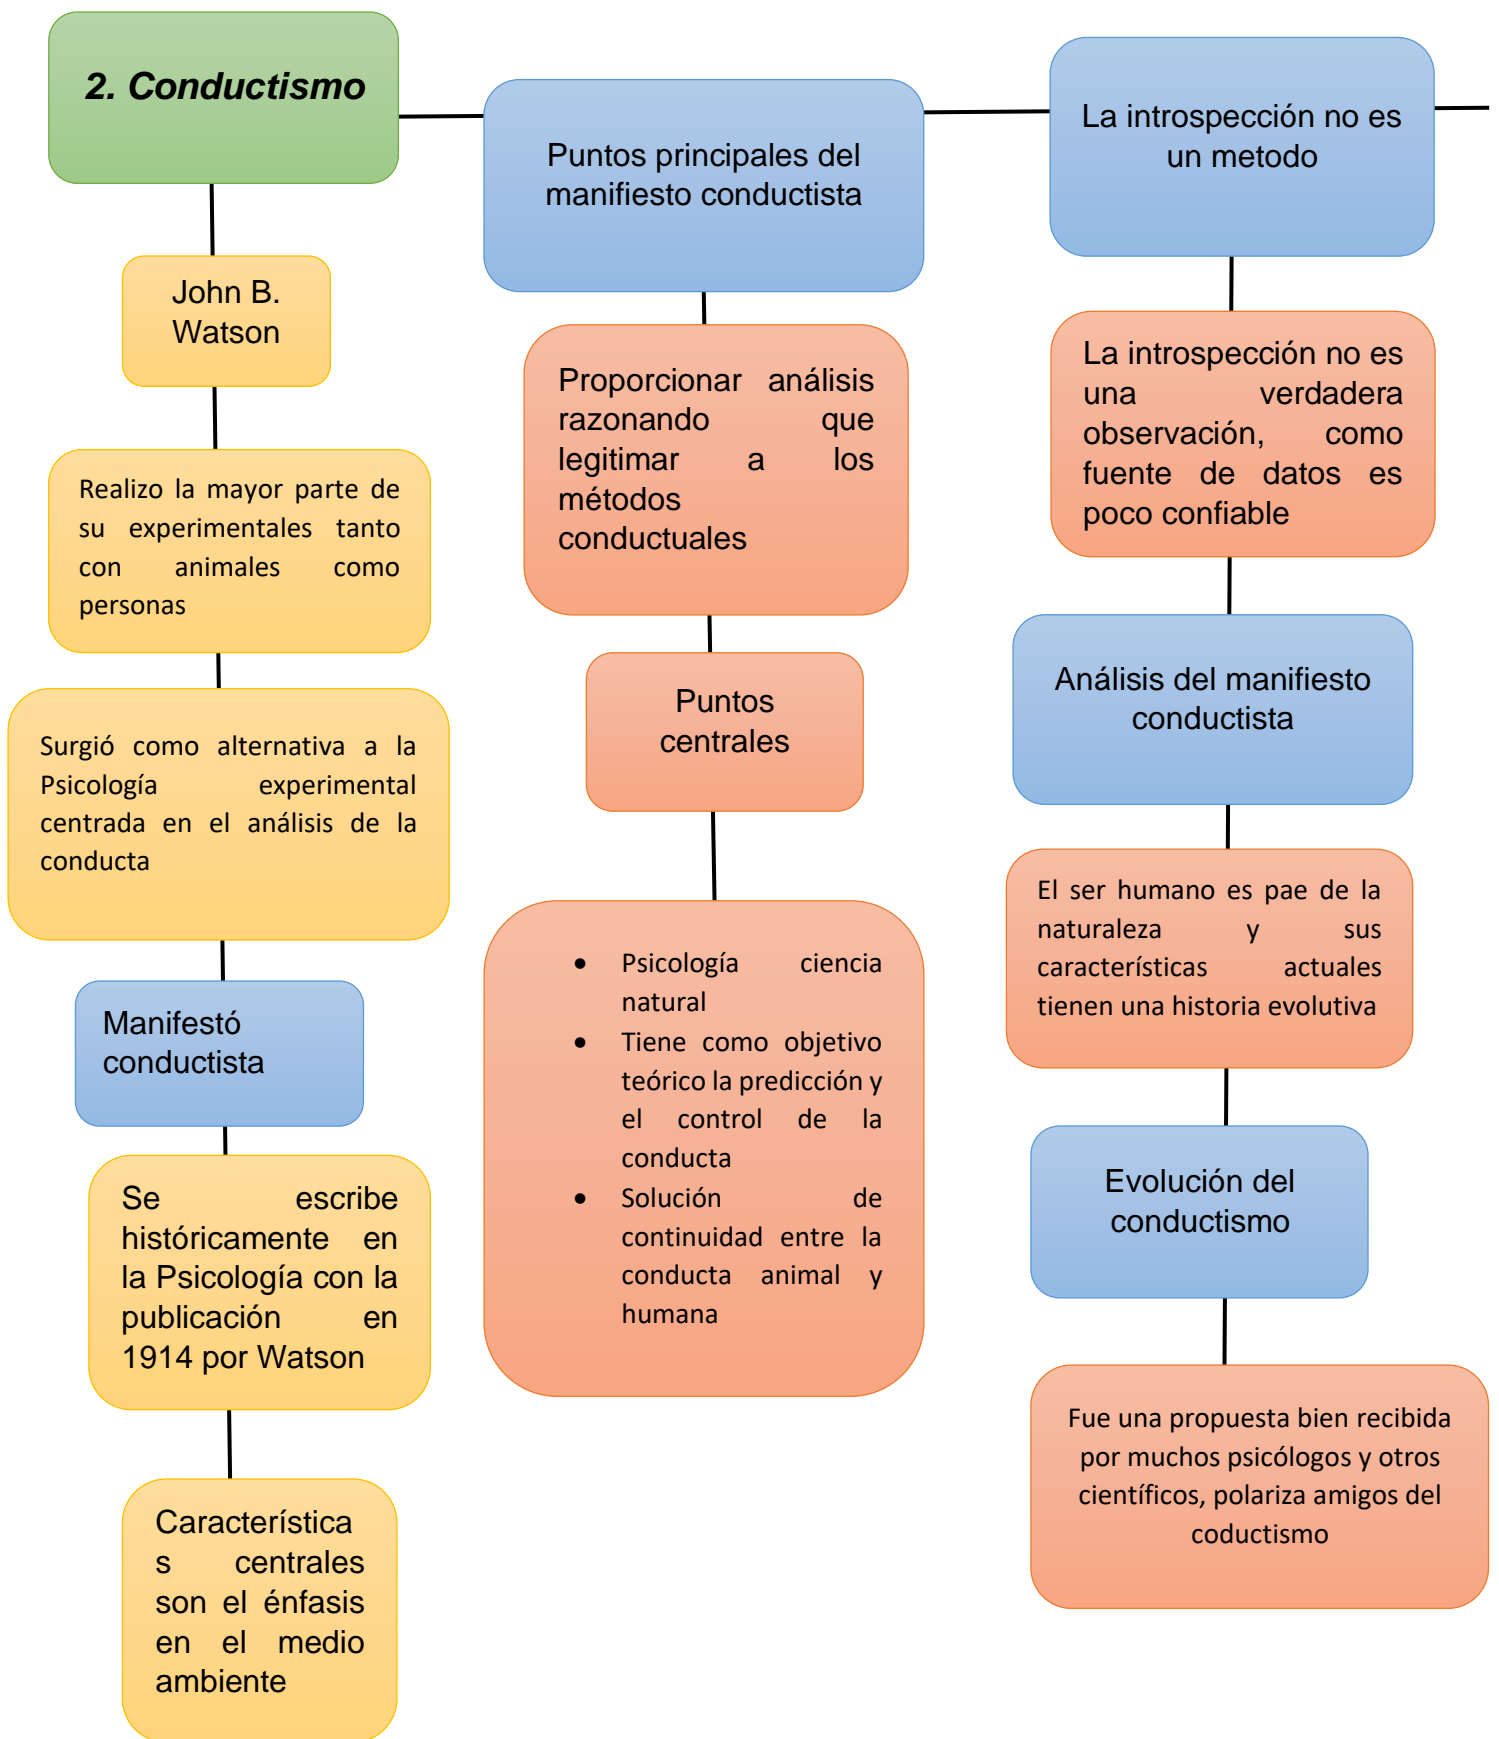 2. Conductismo
John B.
Watson
Realizo la mayor parte de
su experimentales tanto
con animales como
personas
Surgió como alternativa a la
Psicología experimental
centrada en el análisis de la
conducta
Manifestó
conductista
Se escribe
históricamente en
la Psicología con la
publicación en
1914 por Watson
Característica
s centrales
son el énfasis
en el medio
ambiente
Puntos principales del
manifiesto conductista
Proporcionar análisis
razonando que
legitimar a los
métodos
conductuales
Puntos
centrales
• Psicología ciencia
natural
• Tiene como objetivo
teórico la predicción y
el control de la
conducta
• Solución de
continuidad entre la
conducta animal y
humana
La introspección no es
un metodo
La introspección no es
una verdadera
observación, como
fuente de datos es
poco confiable
Análisis del manifiesto
conductista
El ser humano es pae de la
naturaleza y sus
características actuales
tienen una historia evolutiva
Evolución del
conductismo
Fue una propuesta bien recibida
por muchos psicólogos y otros
científicos, polariza amigos del
coductismo